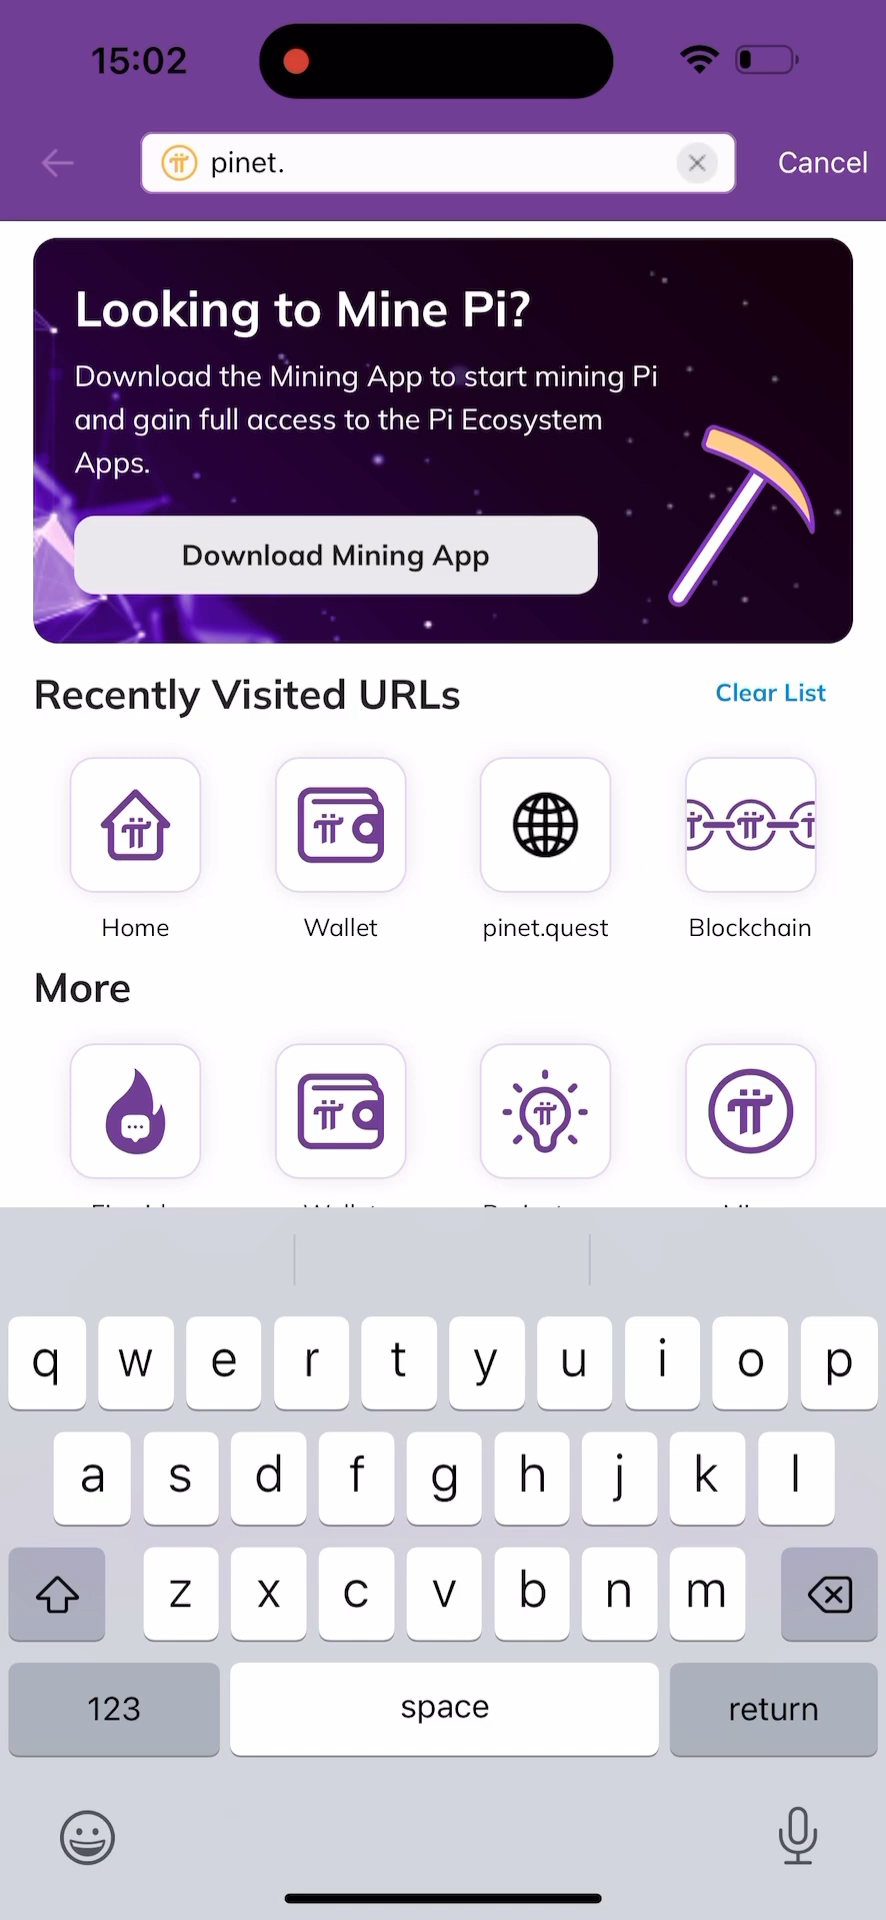 15:02
pinet.
Cancel
Looking to Mine Pi?
Download the Mining App to start mining Pi
and gain full access to the Pi Ecosystem
Apps.
Download Mining App
Recently Visited URLs
Clear List
Home
Wallet
pinet.quest
Blockchain
More
q w e r t y u i o p
a s d f g h j k l
z x c v b n m
123
space
return